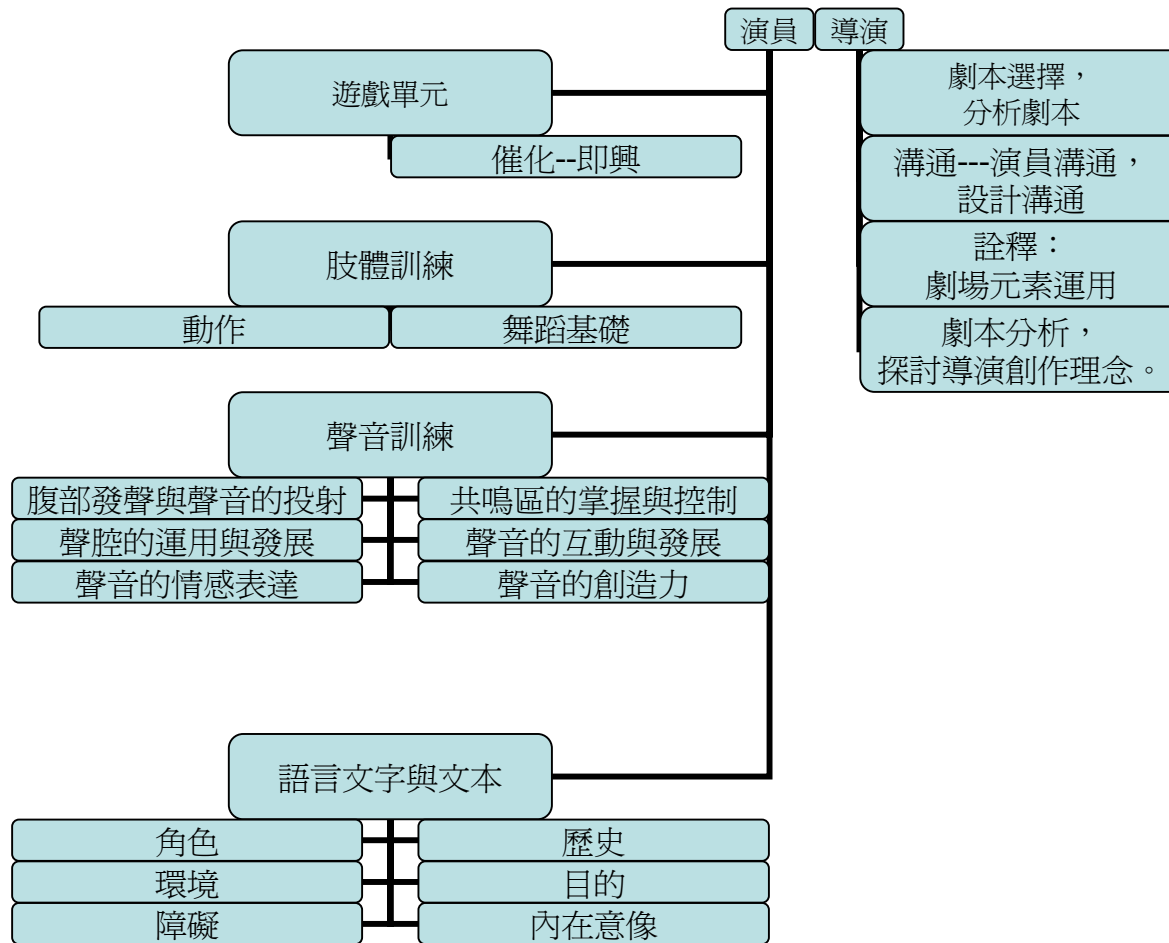 演員
導演
遊戲單元
催化--即興
肢體訓練
動作
舞蹈基礎
聲音訓練
腹部發聲與聲音的投射
共鳴區的掌握與控制
聲腔的運用與發展
聲音的互動與發展
聲音的情感表達
聲音的創造力
語言文字與文本
角色
歷史
環境
目的
障礙
內在意像
劇本選擇，
分析劇本
溝通---演員溝通，
設計溝通
詮釋：
劇場元素運用
劇本分析，
探討導演創作理念。